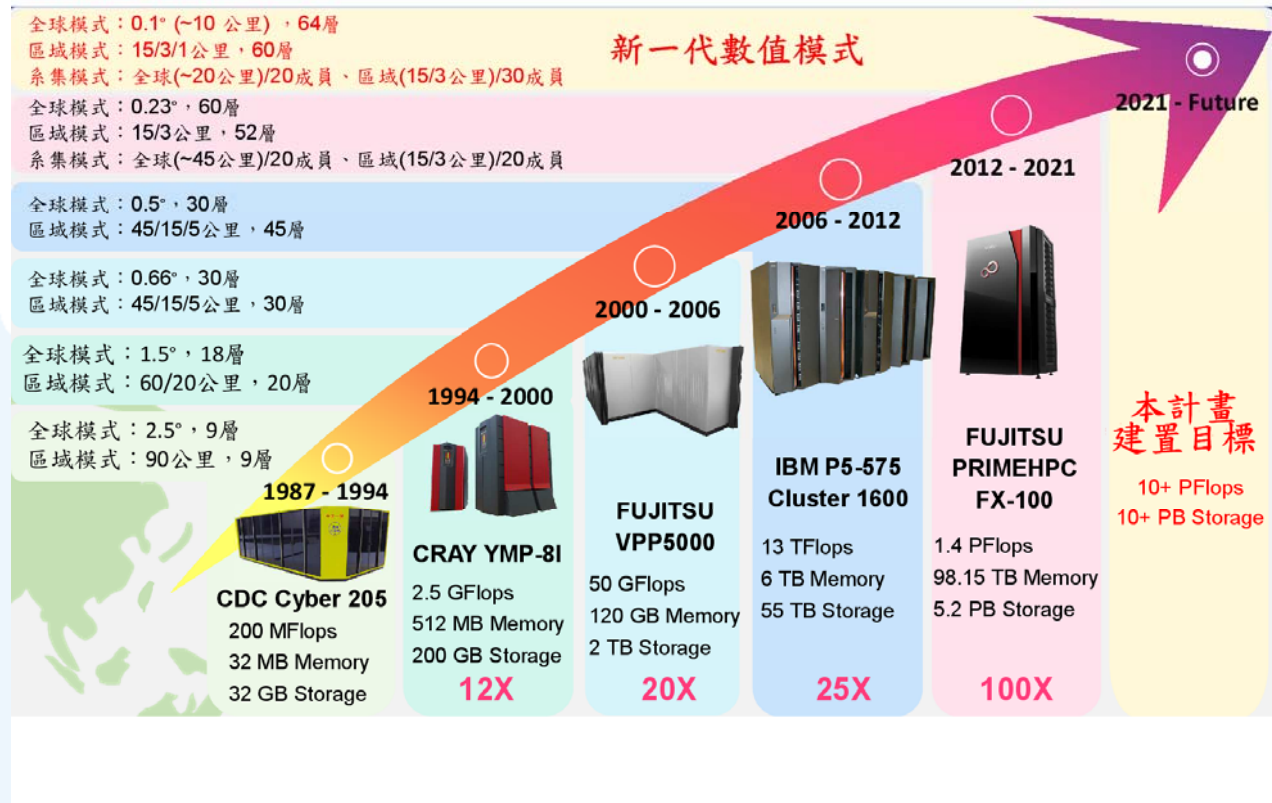 全球模式：0.1° (~10 公里) ，64層
區域模式：15/3/1公里，60層
系集模式：全球(~20公里)/20成員、區域(15/3公里)/30成員
新一代數值模式
2021 - Future
全球模式：0.23°，60層
區域模式：15/3公里，52層
系集模式：全球(~45公里)/20成員、區域(15/3公里)/20成員
2012 - 2021
全球模式：0.5°，30層
區域模式：45/15/5公里，45層
2006 - 2012
全球模式：0.66°，30層
區域模式：45/15/5公里，30層
2000 - 2006
全球模式：1.5°，18層
區域模式：60/20公里，20層
1994 - 2000
全球模式：2.5°，9層
區域模式：90公里，9層
1987 - 1994
CDC Cyber 205
200 MFlops
32 MB Memory
32 GB Storage
CRAY YMP-8I
2.5 GFlops
512 MB Memory
200 GB Storage
12X
FUJITSU
VPP5000
50 GFlops
120 GB Memory
2 TB Storage
20X
IBM P5-575
Cluster 1600
13 TFlops
6 TB Memory
55 TB Storage
25X
FUJITSU
PRIMEHPC
FX-100
1.4 PFlops
98.15 TB Memory
5.2 PB Storage
100X
本計畫
建置目標
10+ PFlops
10+ PB Storage